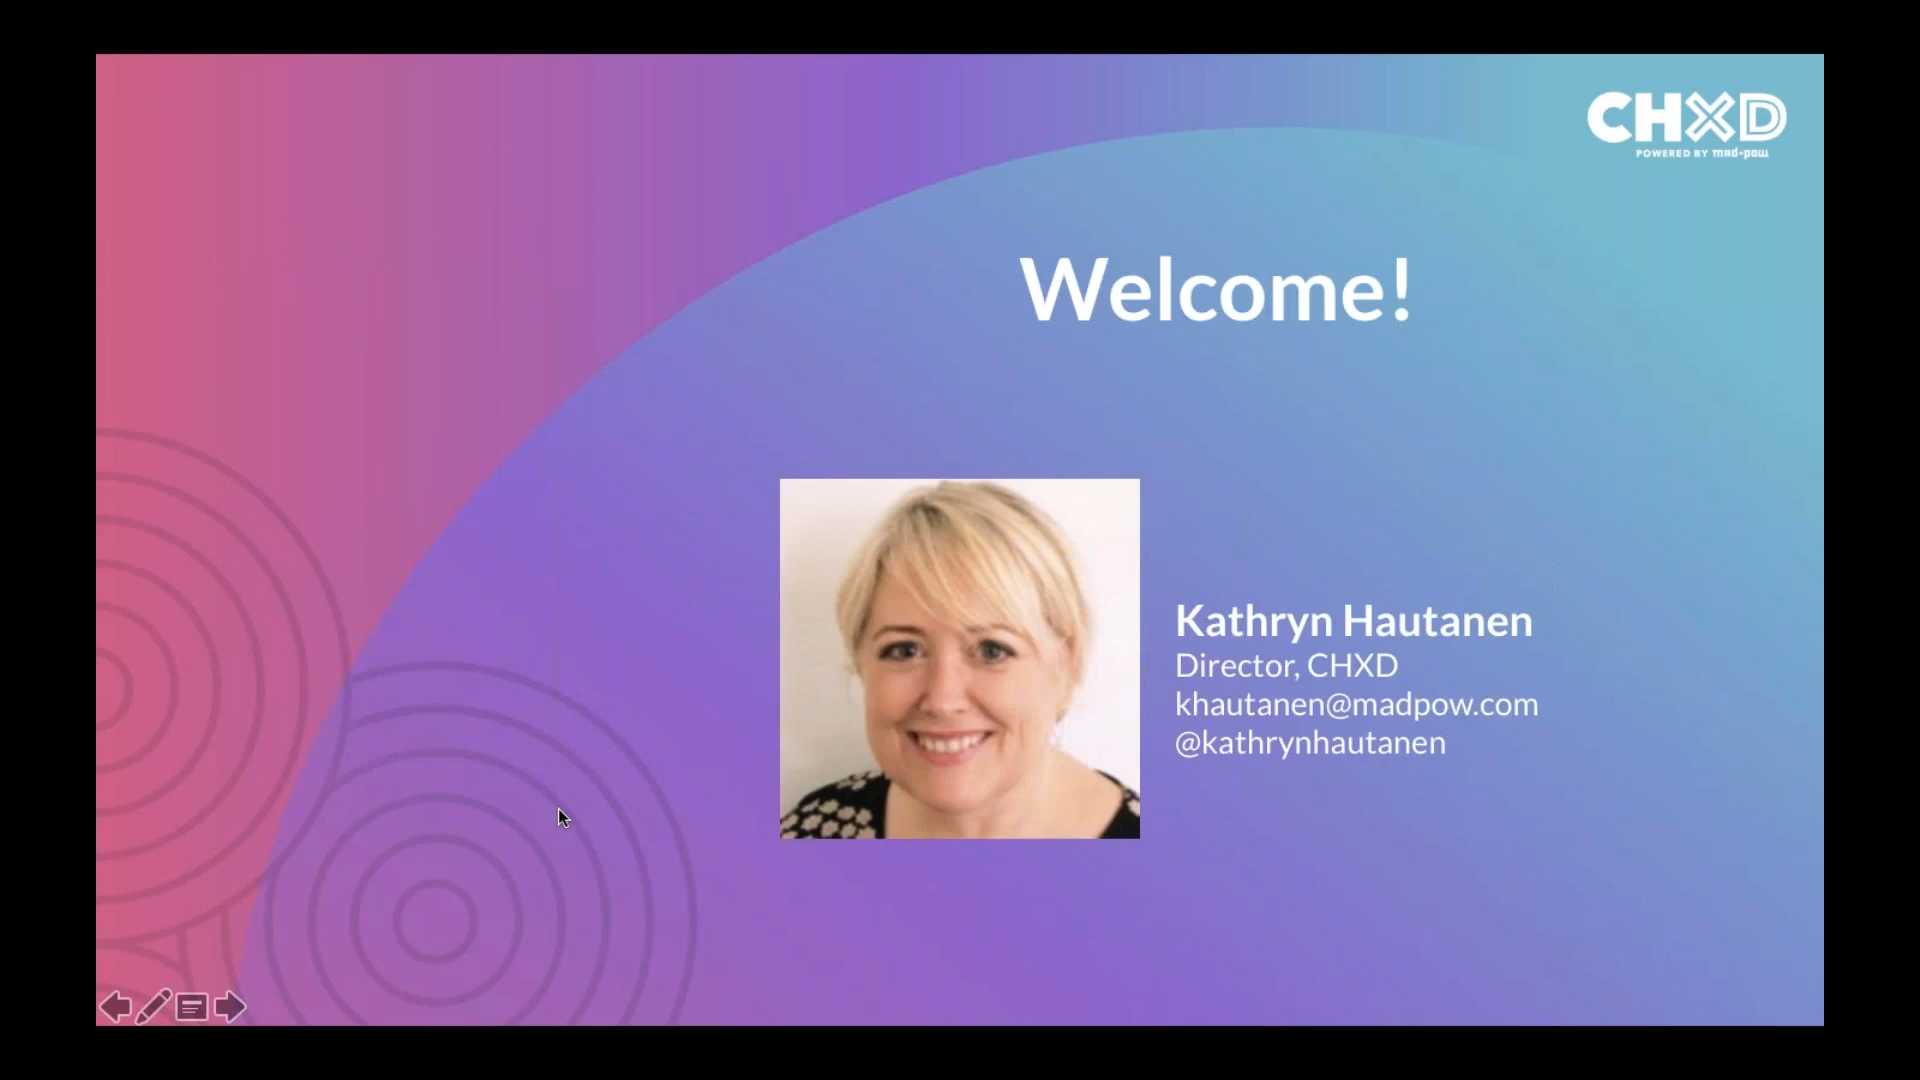 CHXD
POWERED BY mad*pow
Welcome!
Kathryn Hautanen
Director, CHXD
khautanen@madpow.com
@kathrynhautanen